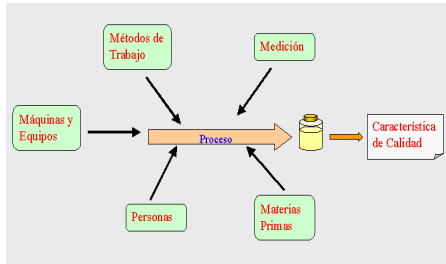 Métodos de
Trabajo
Medición
Máquinas y
Equipos
Proceso
Característica
de Calidad
Personas
Materias
Primas